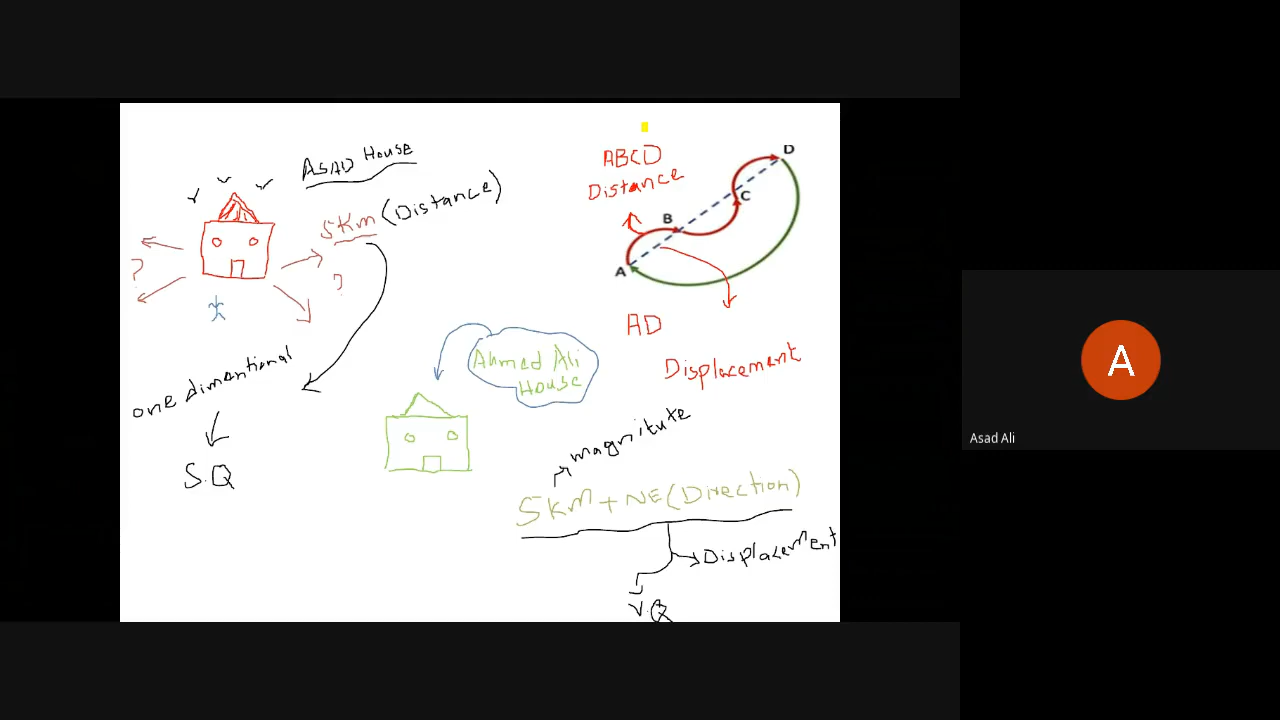 ASAD House
5Km (Distance)
?
?
one dimentional
S.Q
ABCD
Distance
A
B
C
D
AD
Displacement
Ahmed Ali
House
magnitute
5Km + NE (Direction)
Displacement
V.Q
A
Asad Ali